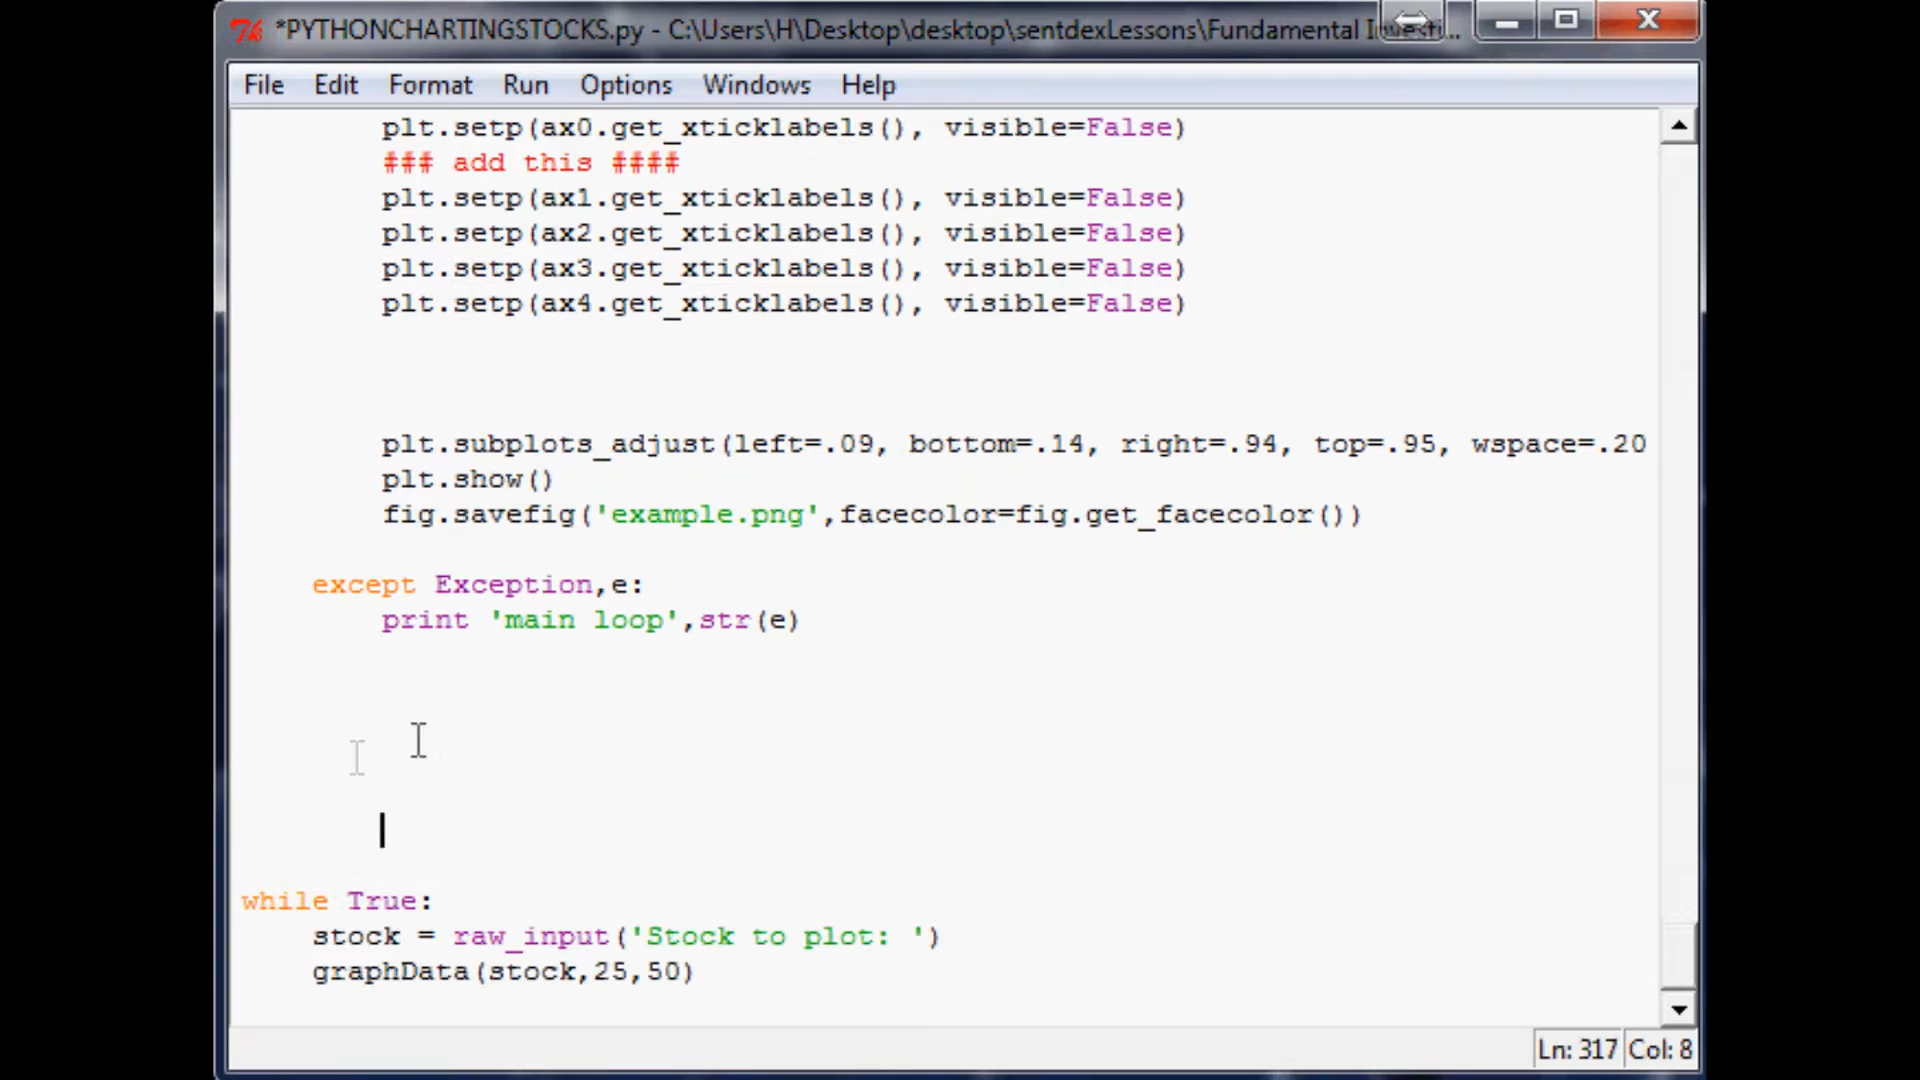 *PYTHONCHARTINGSTOCKS.py - C:\Users\H\Desktop\desktop\sentdexLessons\Fundamental Investi...
File Edit Format Run Options Windows Help
plt.setp(ax0.get_xticklabels(), visible=False)
### add this ####
plt.setp(ax1.get_xticklabels(), visible=False)
plt.setp(ax2.get_xticklabels(), visible=False)
plt.setp(ax3.get_xticklabels(), visible=False)
plt.setp(ax4.get_xticklabels(), visible=False)
plt.subplots_adjust(left=.09, bottom=.14, right=.94, top=.95, wspace=.20
plt.show()
fig.savefig('example.png',facecolor=fig.get_facecolor())
except Exception,e:
print 'main loop',str(e)
while True:
stock = raw_input('Stock to plot: ')
graphData(stock,25,50)
Ln: 317 Col: 8